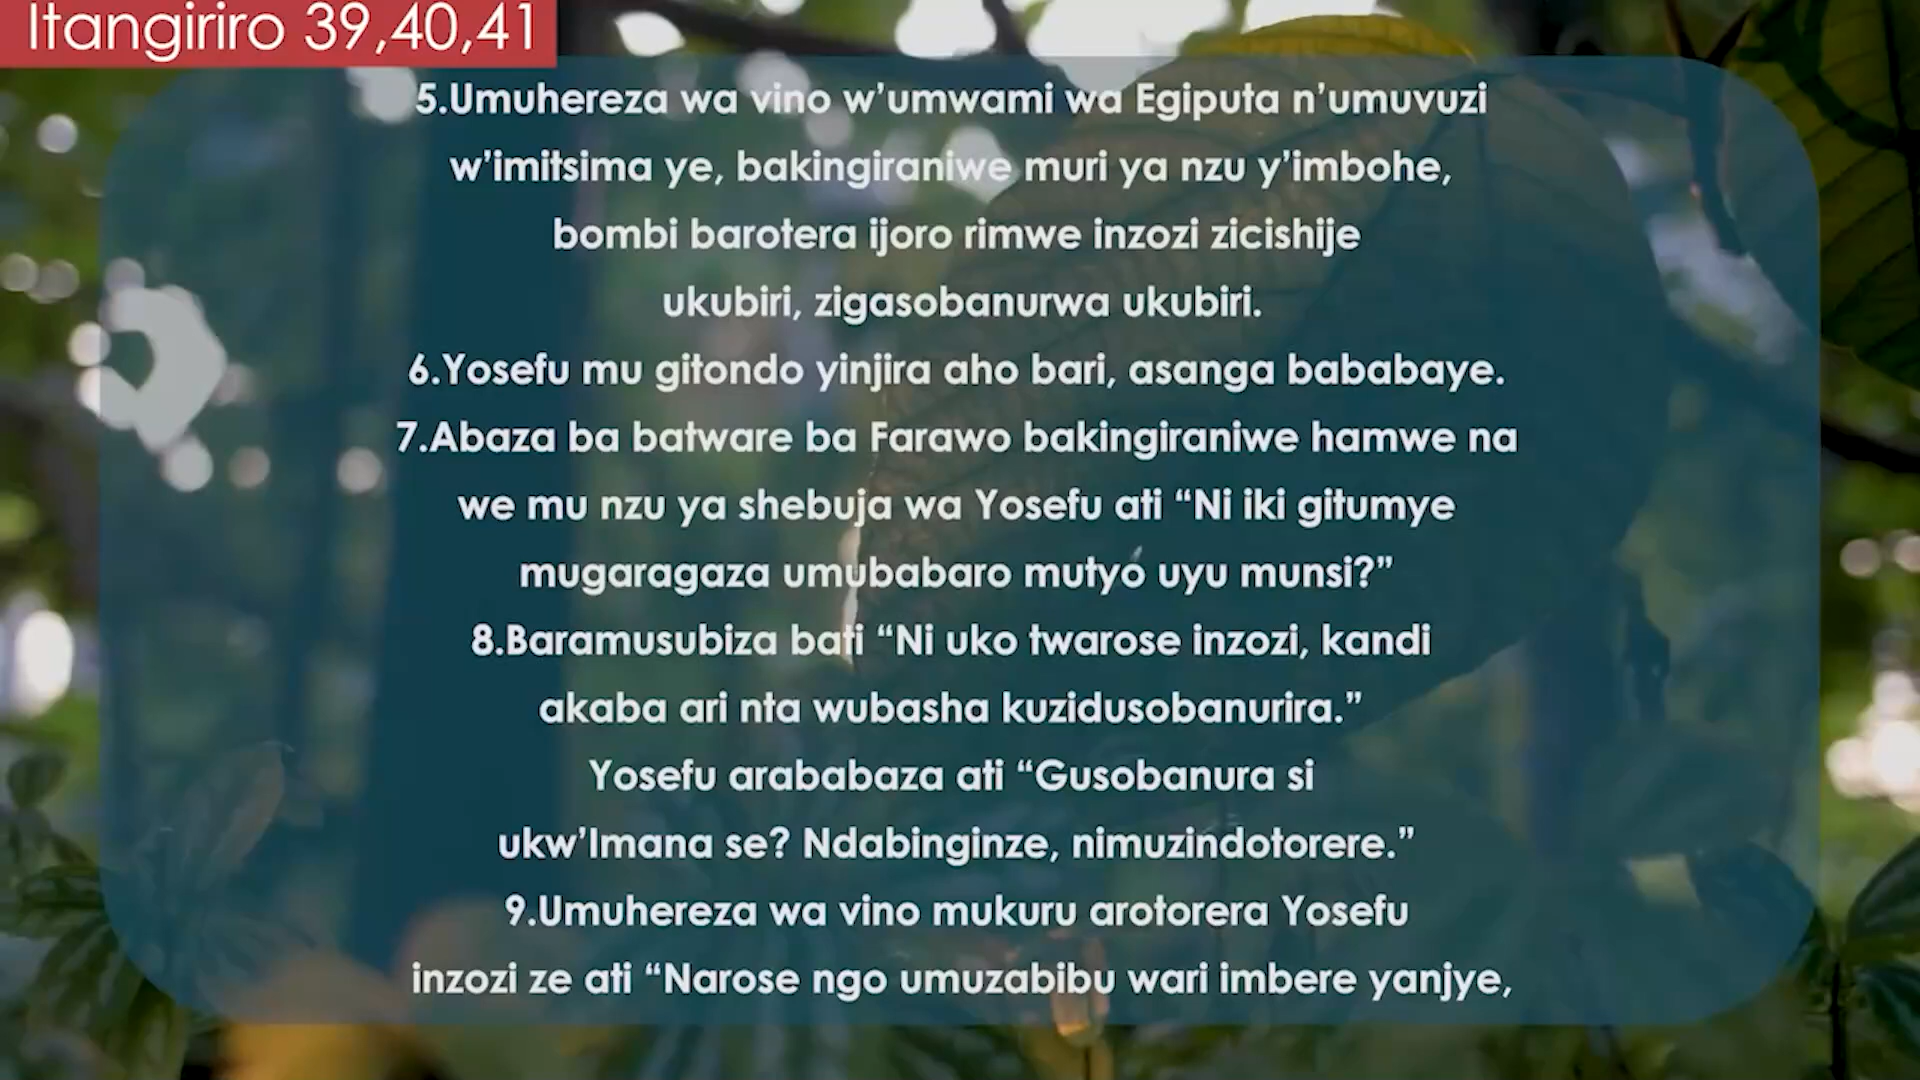 Itangiriro 39,40,41
5.Umuhereza wa vino w’umwami wa Egiputa n’umuvuzi
w’imitsima ye, bakingiraniwe muri ya nzu y’imbohe,
bombi barotera ijoro rimwe inzozi zicishije
ukubiri, zigasobanurwa ukubiri.
6.Yosefu mu gitondo yinjira aho bari, asanga bababaye.
7.Abaza ba batware ba Farawo bakingiraniwe hamwe na
we mu nzu ya shebuja wa Yosefu ati “Ni iki gitumye
mugaragaza umubabaro mutyo uyu munsi?”
8.Baramusubiza bati “Ni uko twarose inzozi, kandi
akaba ari nta wubasha kuzidusobanurira.”
Yosefu arababaza ati “Gusobanura si
ukw’Imana se? Ndabinginze, nimuzindotorere.”
9.Umuhereza wa vino mukuru arotorera Yosefu
inzozi ze ati “Narose ngo umuzabibu wari imbere yanjye,